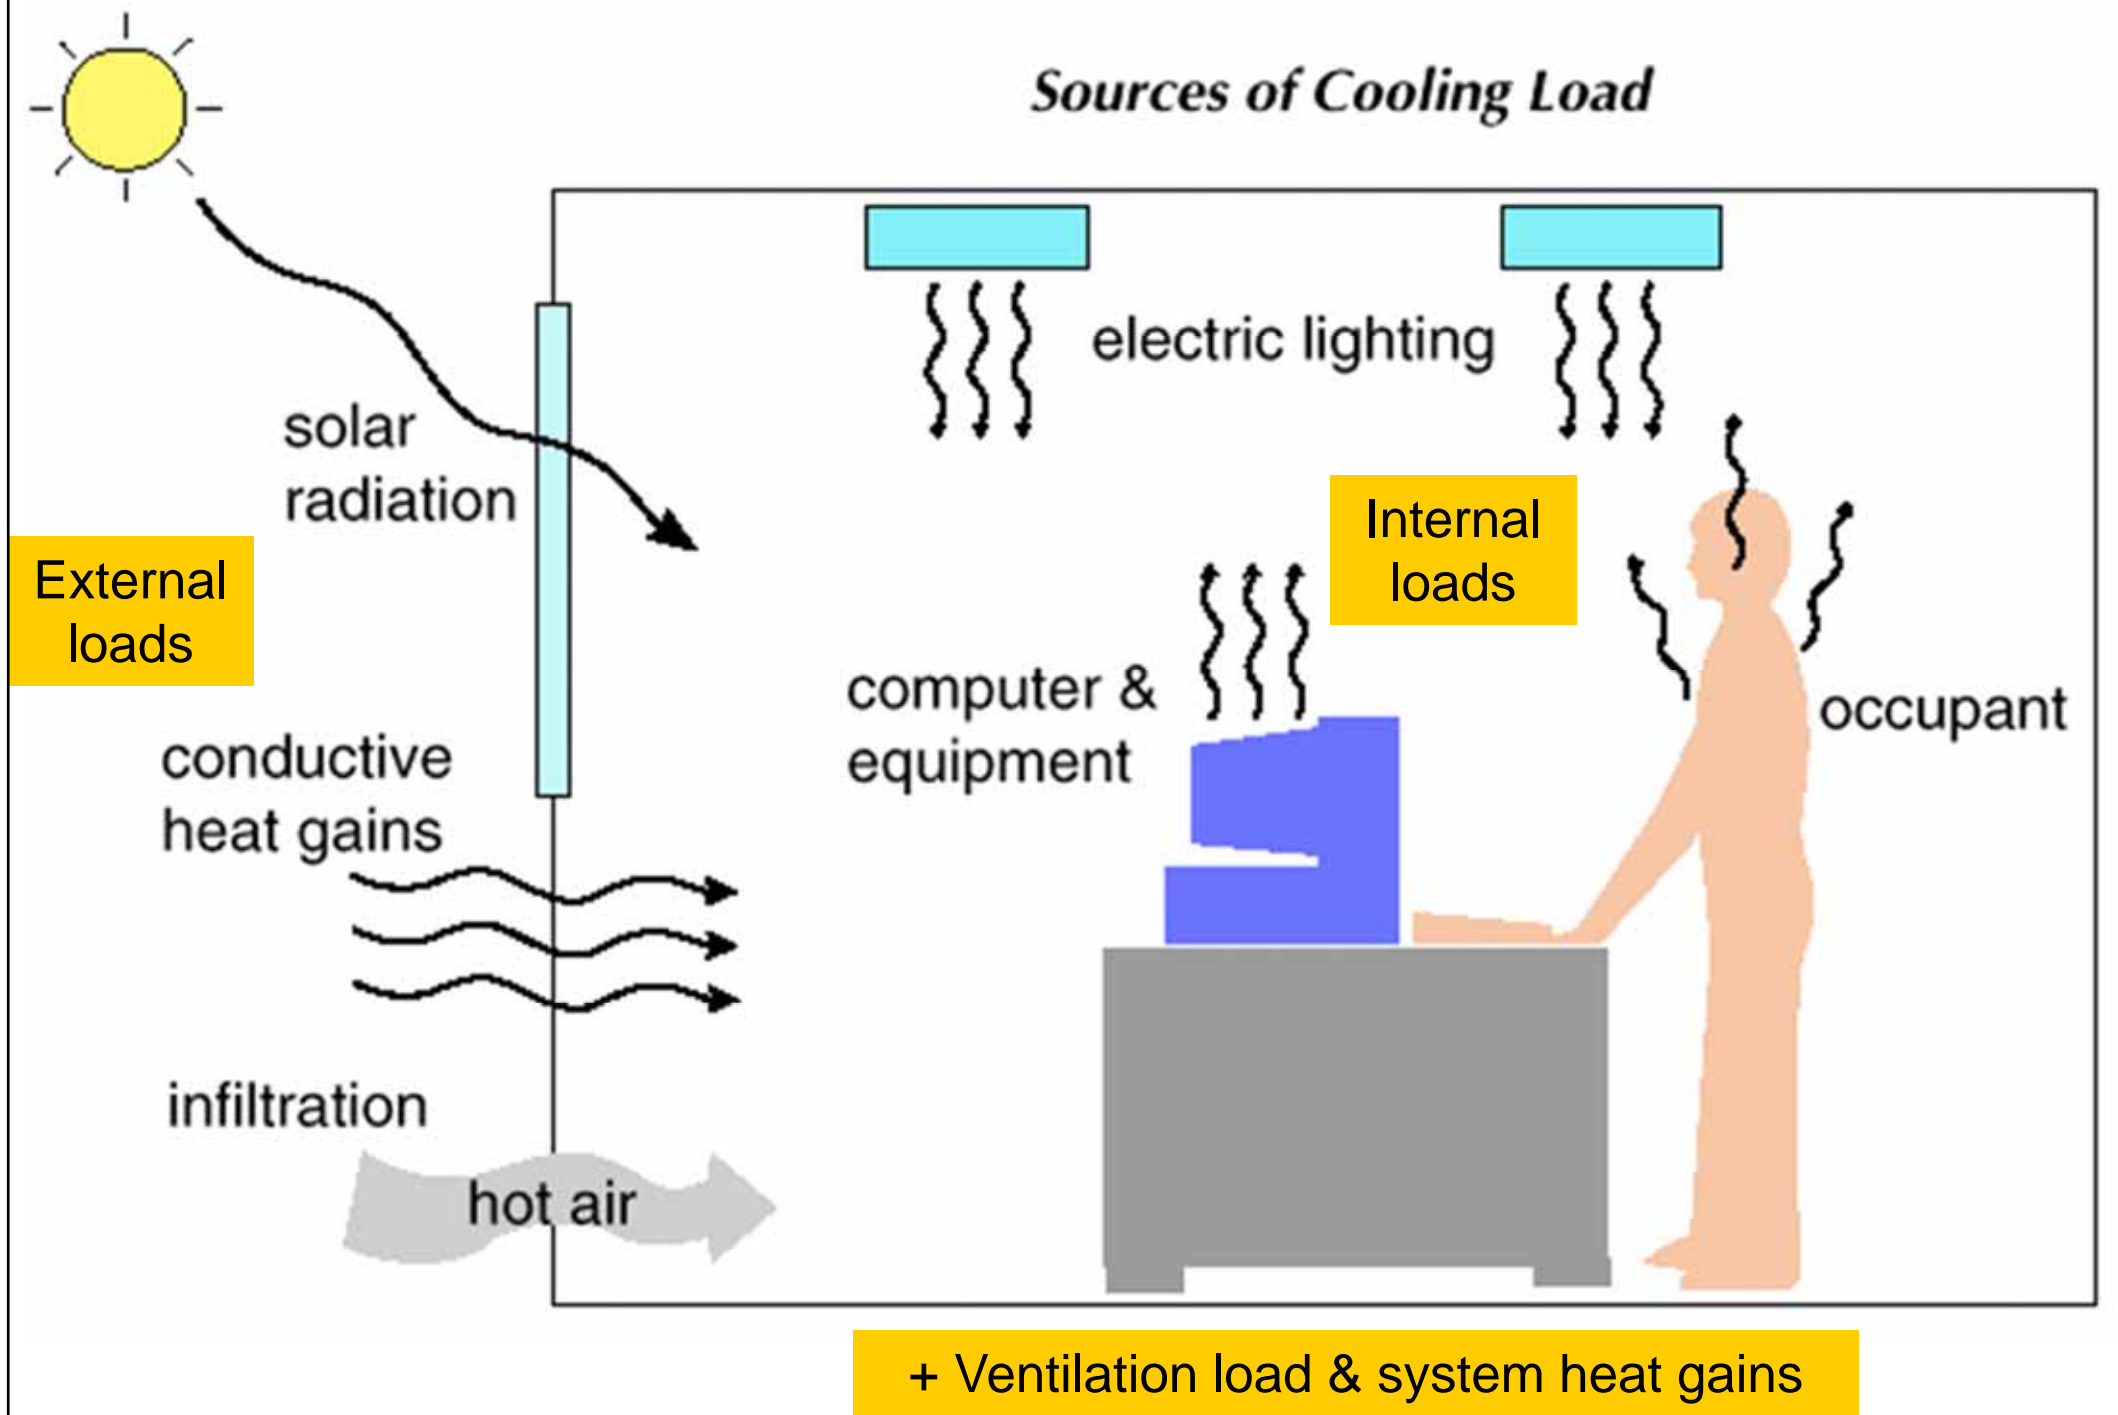 Sources of Cooling Load
electric lighting
solar
radiation
Internal
loads
External
loads
computer &
equipment
occupant
conductive
heat gains
infiltration
hot air
+ Ventilation load & system heat gains